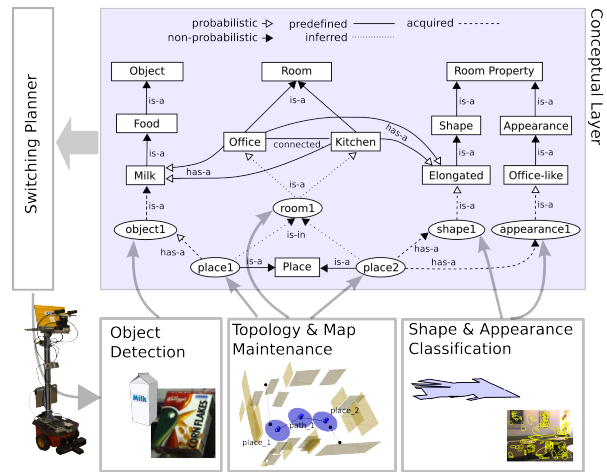 Switching Planner
Conceptual Layer
probabilistic
predefined
acquired
non-probabilistic
inferred
Object
Room
Room Property
is-a
is-a
is-a
is-a
Food
Shape
Appearance
has-a
Office
connected
Kitchen
is-a
is-a
is-a
has-a
Milk
Elongated
Office-like
is-a
is-a
is-a
is-a
room1
object1
shape1
appearance1
is-in
has-a
has-a
has-a
place1
is-a
Place
is-a
place2
Object
Detection
Milk
CORN FLAKES
Topology & Map
Maintenance
place_2
path_1
place_1
Shape & Appearance
Classification